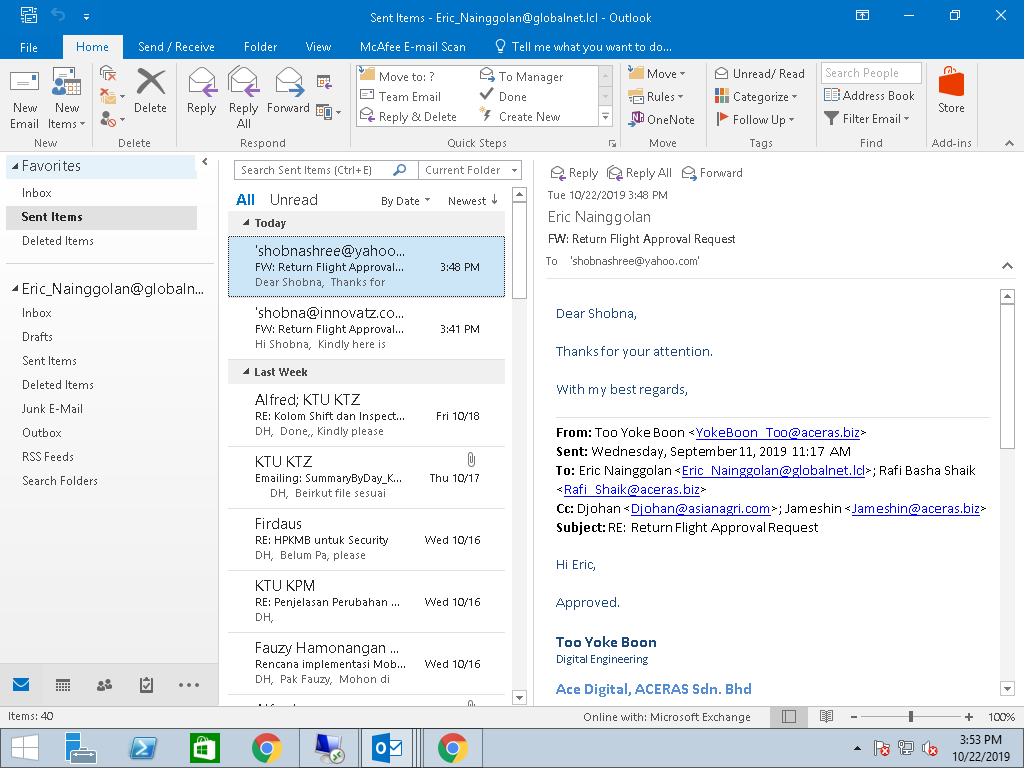 Sent Items - Eric_Nainggolan@globalnet.lcl - Outlook
File Home Send / Receive Folder View McAfee E-mail Scan Tell me what you want to do...
New Email
New Items
Delete
Reply
Reply All
Forward
Move to: ?
Team Email
Reply & Delete
To Manager
Done
Create New
Move
Rules
OneNote
Unread/ Read
Categorize
Follow Up
Search People
Address Book
Filter Email
Store
New Delete Respond Quick Steps Move Tags Find Add-ins
Favorites
Inbox
Sent Items
Deleted Items
Eric_Nainggolan@globaln...
Inbox
Drafts
Sent Items
Deleted Items
Junk E-Mail
Outbox
RSS Feeds
Search Folders
Search Sent Items (Ctrl+E) Current Folder
All Unread By Date Newest
Today
'shobnashree@yahoo...
FW: Return Flight Approval... 3:48 PM
Dear Shobna, Thanks for
'shobna@innovatz.co...
FW: Return Flight Approval... 3:41 PM
Hi Shobna, Kindly here is
Last Week
Alfred; KTU KTZ
RE: Kolom Shift dan Inspect... Fri 10/18
DH, Done,, Kindly please
KTU KTZ
Emailing: SummaryByDay_K... Thu 10/17
DH, Beirkut file sesuai
Firdaus
RE: HPKMB untuk Security Wed 10/16
DH, Belum Pa, please
KTU KPM
RE: Penjelasan Perubahan ... Wed 10/16
DH,
Fauzy Hamonangan ...
Rencana implementasi Mob... Wed 10/16
DH, Pak Fauzy, Mohon di
Reply Reply All Forward
Tue 10/22/2019 3:48 PM
Eric Nainggolan
FW: Return Flight Approval Request
To 'shobnashree@yahoo.com'
Dear Shobna,
Thanks for your attention.
With my best regards,
From: Too Yoke Boon <YokeBoon_Too@aceras.biz>
Sent: Wednesday, September 11, 2019 11:17 AM
To: Eric Nainggolan <Eric_Nainggolan@globalnet.lcl>; Rafi Basha Shaik
<Rafi_Shaik@aceras.biz>
Cc: Djohan <Djohan@asianagri.com>; Jameshin <Jameshin@aceras.biz>
Subject: RE: Return Flight Approval Request
Hi Eric,
Approved.
Too Yoke Boon
Digital Engineering
Ace Digital, ACERAS Sdn. Bhd
Items: 40 Online with: Microsoft Exchange 100%
3:53 PM
10/22/2019